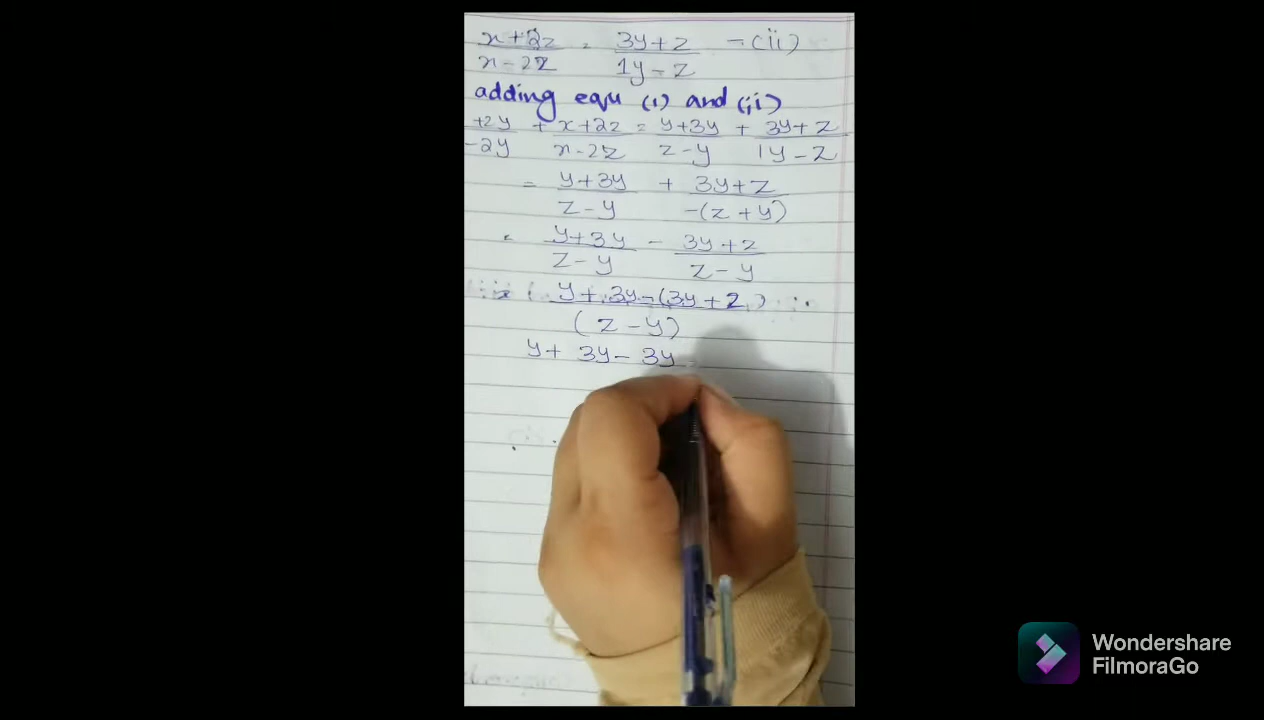 x+2z/x-2z = 3y+z/1y-z -(ii)
adding equ (i) and (ii)
+2y/-2y + x+2z/x-2z = y+3y/z-y + 3y+z/1y-z
= y+3y/z-y + 3y+z/-(z+y)
= y+3y/z-y - 3y+z/z-y
= y+3y-(3y+z)/(z-y)
y+ 3y- 3y -
Wondershare
FilmoraGo